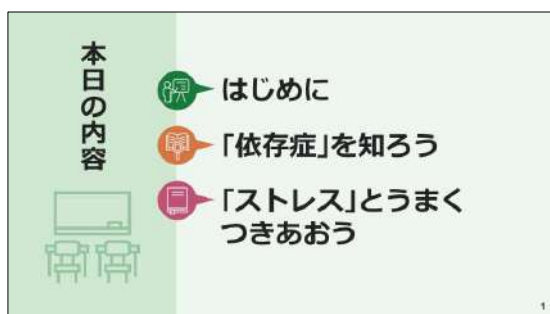 本日の内容
はじめに
「依存症」を知ろう
「ストレス」とうまく
つきあおう
1